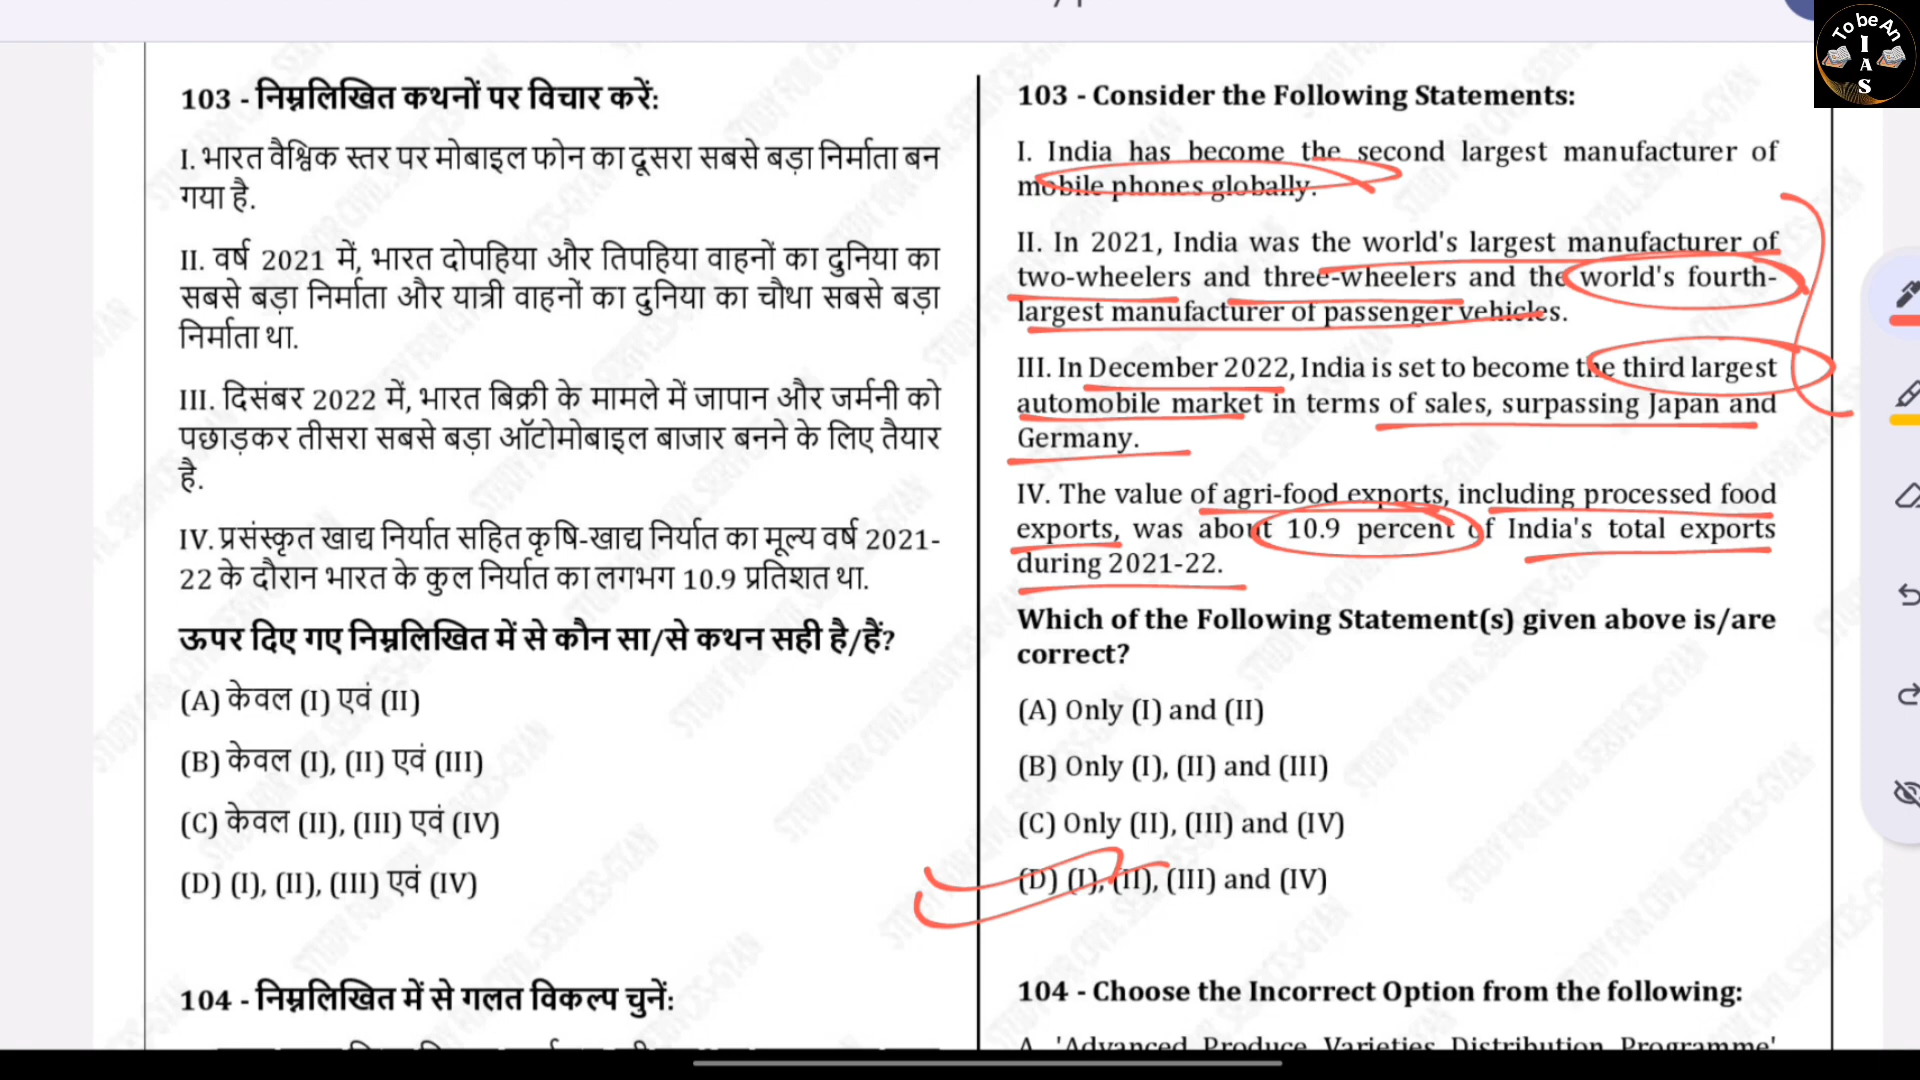 To be An
I
A
S
103 - निम्नलिखित कथनों पर विचार करें:
I. भारत वैश्विक स्तर पर मोबाइल फोन का दूसरा सबसे बड़ा निर्माता बन
गया है.
II. वर्ष 2021 में, भारत दोपहिया और तिपहिया वाहनों का दुनिया का
सबसे बड़ा निर्माता और यात्री वाहनों का दुनिया का चौथा सबसे बड़ा
निर्माता था.
III. दिसंबर 2022 में, भारत बिक्री के मामले में जापान और जर्मनी को
पछाड़कर तीसरा सबसे बड़ा ऑटोमोबाइल बाजार बनने के लिए तैयार
है.
IV. प्रसंस्कृत खाद्य निर्यात सहित कृषि-खाद्य निर्यात का मूल्य वर्ष 2021-
22 के दौरान भारत के कुल निर्यात का लगभग 10.9 प्रतिशत था.
ऊपर दिए गए निम्नलिखित में से कौन सा/से कथन सही है/हैं?
(A) केवल (I) एवं (II)
(B) केवल (I), (II) एवं (III)
(C) केवल (II), (III) एवं (IV)
(D) (I), (II), (III) एवं (IV)
104 - निम्नलिखित में से गलत विकल्प चुनें:
103 - Consider the Following Statements:
I. India has become the second largest manufacturer of
mobile phones globally.
II. In 2021, India was the world's largest manufacturer of
two-wheelers and three-wheelers and the world's fourth-
largest manufacturer of passenger vehicles.
III. In December 2022, India is set to become the third largest
automobile market in terms of sales, surpassing Japan and
Germany.
IV. The value of agri-food exports, including processed food
exports, was about 10.9 percent of India's total exports
during 2021-22.
Which of the Following Statement(s) given above is/are
correct?
(A) Only (I) and (II)
(B) Only (I), (II) and (III)
(C) Only (II), (III) and (IV)
(D) (I), (II), (III) and (IV)
104 - Choose the Incorrect Option from the following:
A. 'Advanced Produce Varieties Distribution Programme'